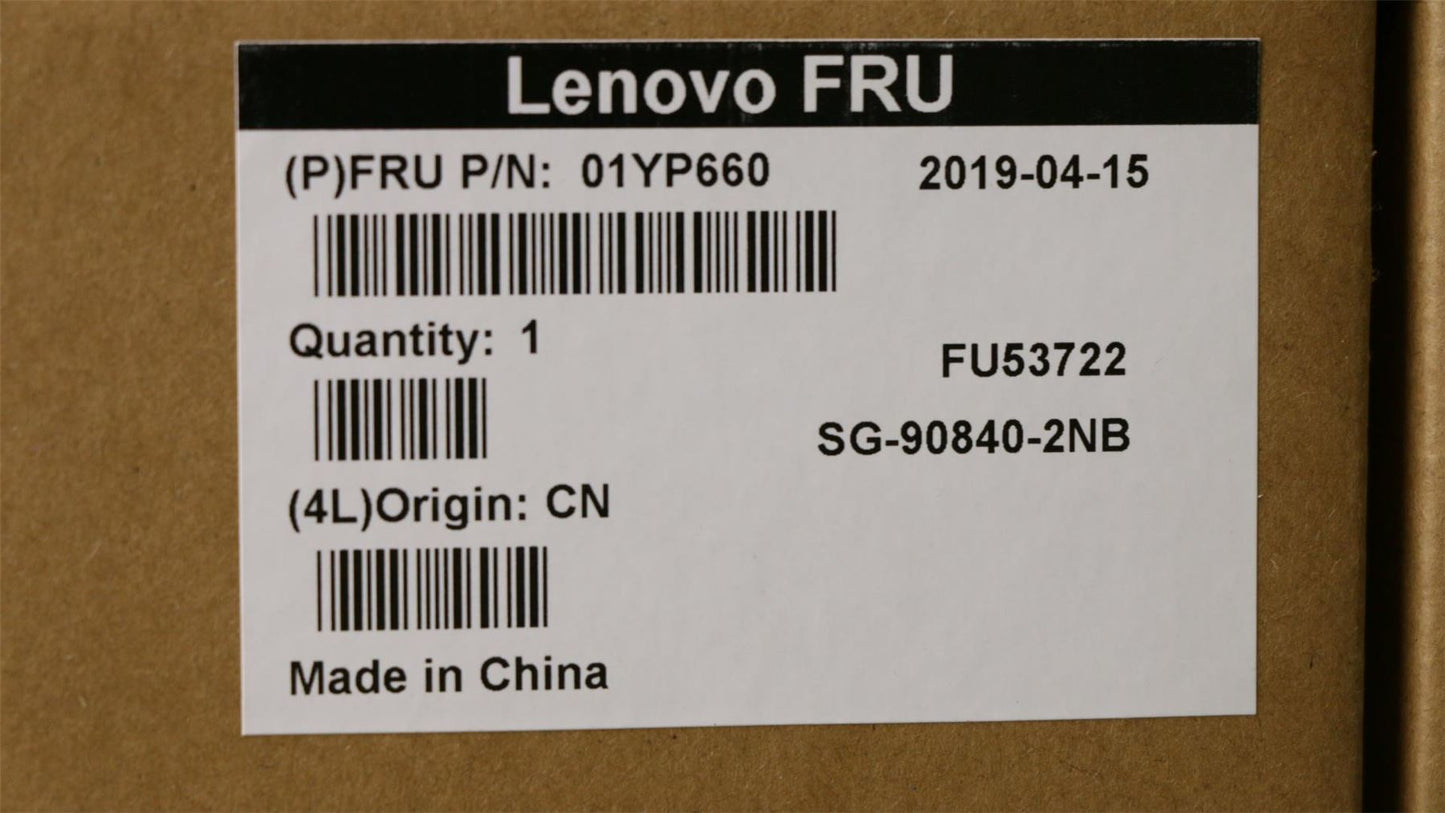 Lenovo FRU
(P)FRU P/N: 01YP660 2019-04-15
Quantity: 1
FU53722
SG-90840-2NB
(4L)Origin: CN
Made in China